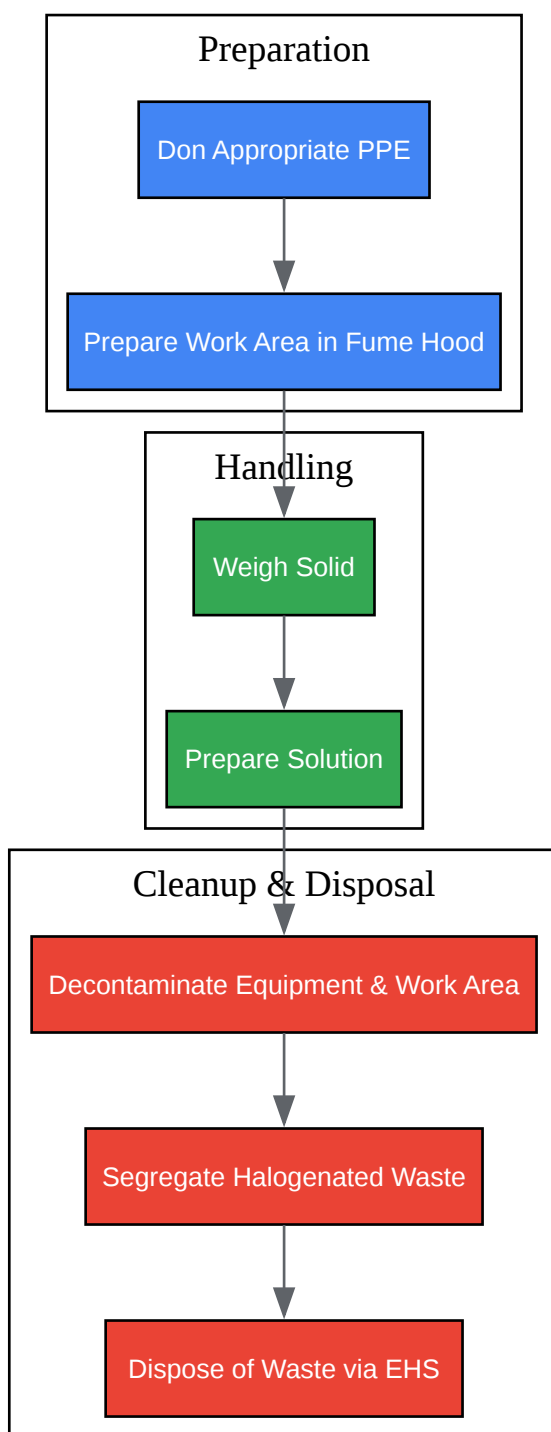 Preparation
Don Appropriate PPE
Prepare Work Area in Fume Hood
Handling
Weigh Solid
Prepare Solution
Cleanup & Disposal
Decontaminate Equipment & Work Area
Segregate Halogenated Waste
Dispose of Waste via EHS